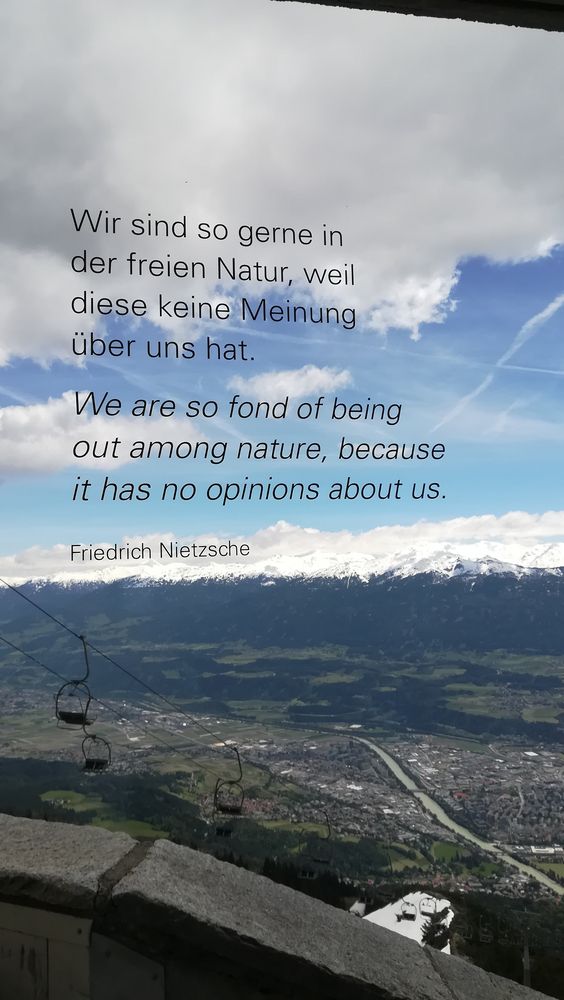 Wir sind so gerne in
der freien Natur, weil
diese keine Meinung
über uns hat.
We are so fond of being
out among nature, because
it has no opinions about us.
Friedrich Nietzsche